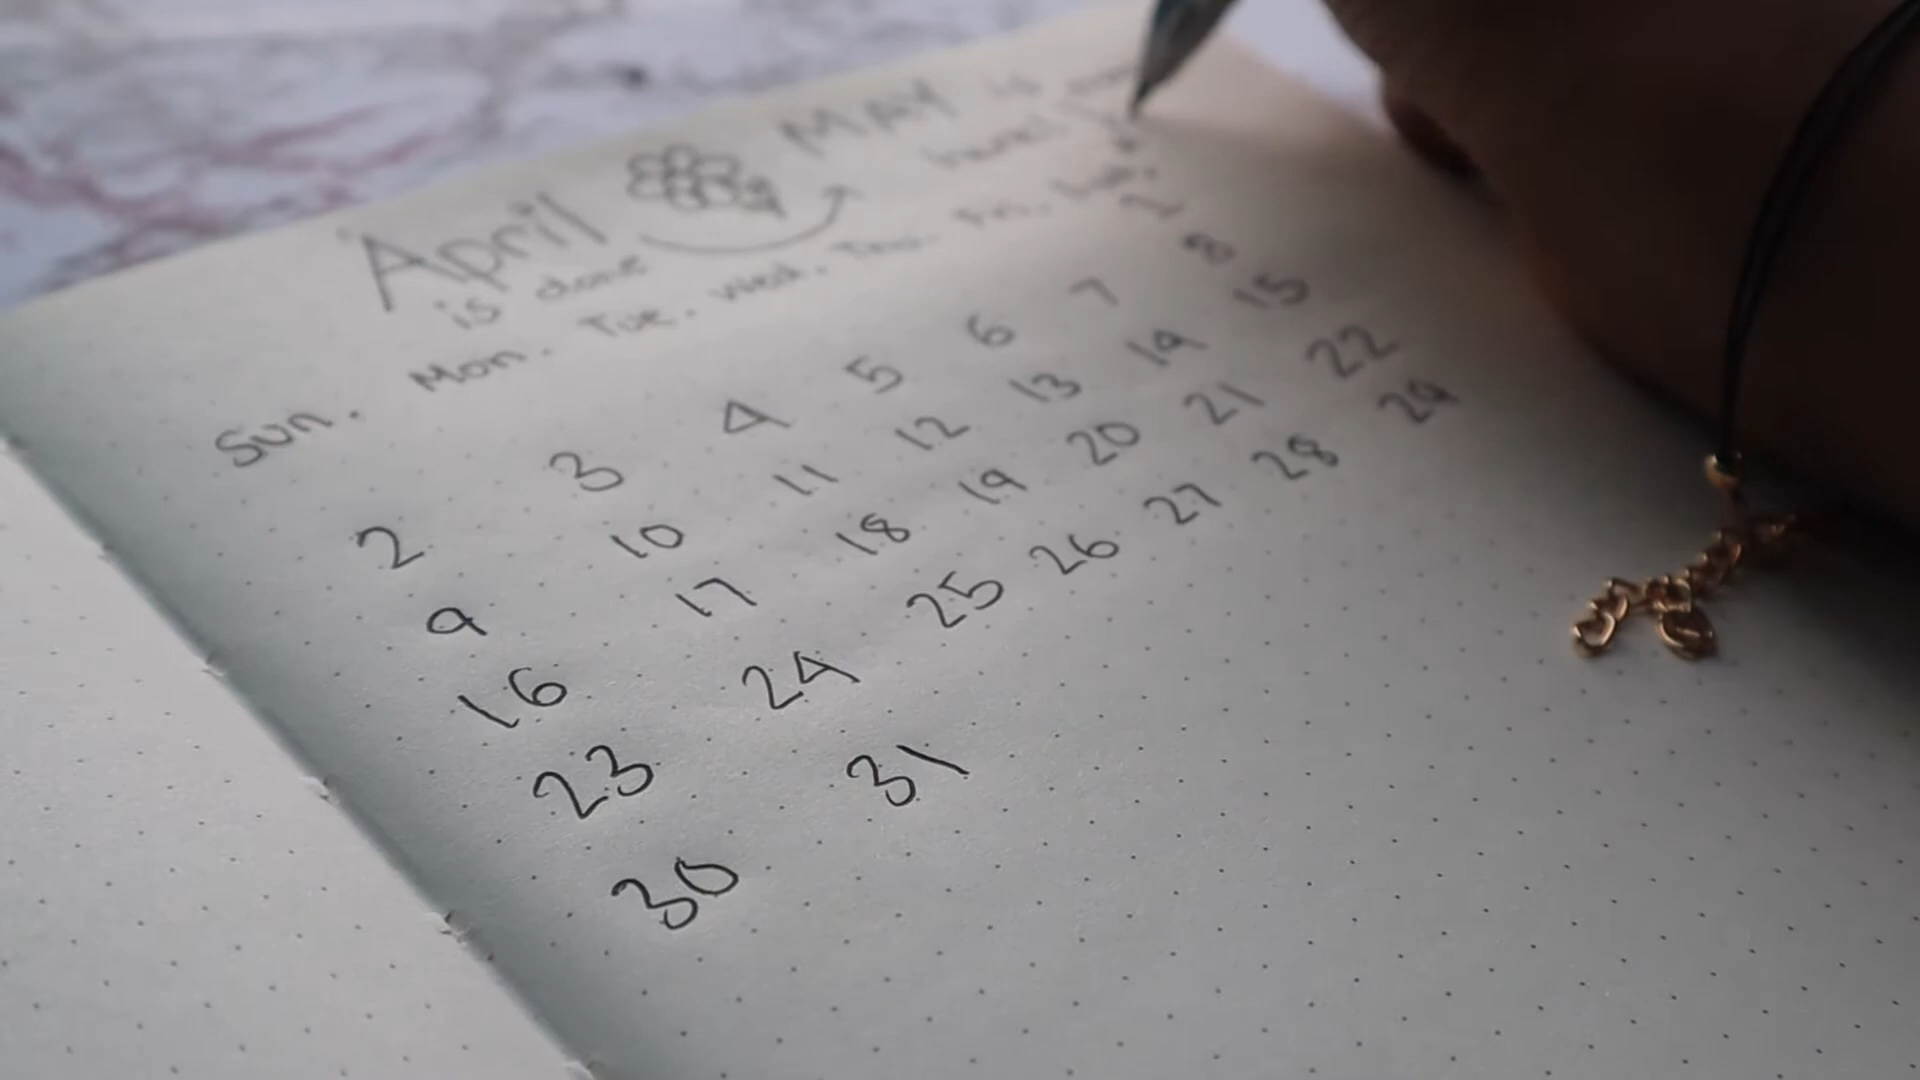 April MAY is
is done here!
Sun. Mon. Tue. Wed. Thu. Fri. Sat.
1
2 3 4 5 6 7 8
9 10 11 12 13 14 15
16 17 18 19 20 21 22
23 24 25 26 27 28 29
30 31